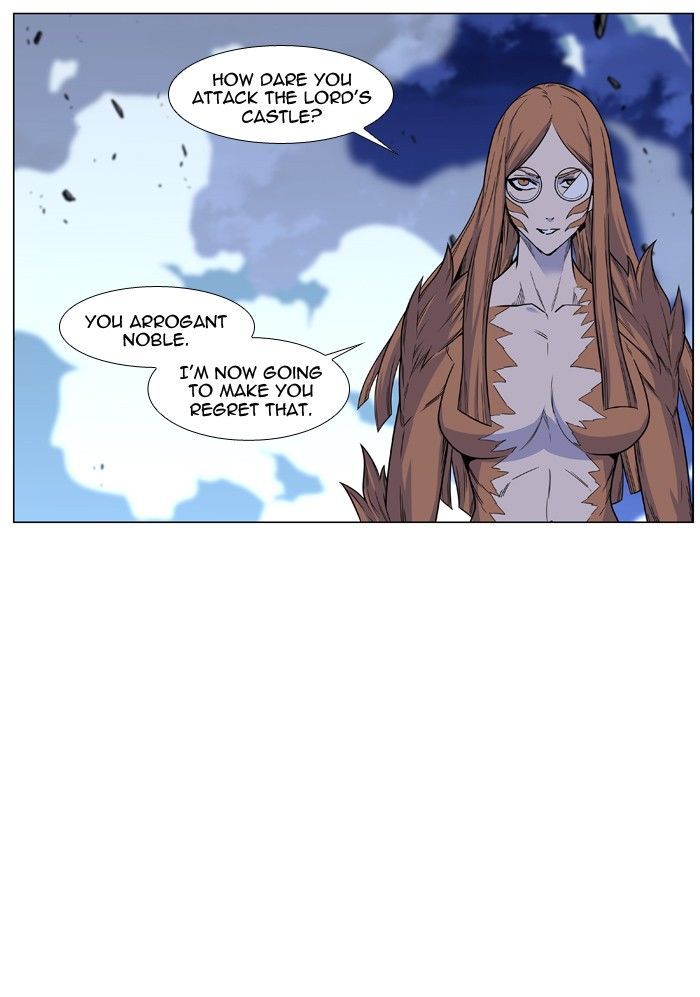 HOW DARE YOU
ATTACK THE LORD'S
CASTLE?
YOU ARROGANT
NOBLE.
I'M NOW GOING
TO MAKE YOU
REGRET THAT.